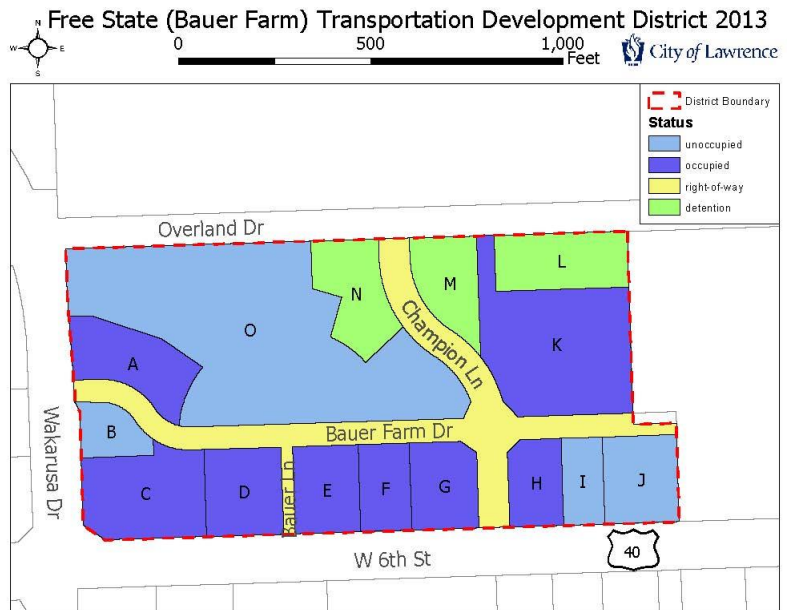 Free State (Bauer Farm) Transportation Development District 2013
N
W E
S
0 500 1,000
Feet
City of Lawrence
District Boundary
Status
unoccupied
occupied
right-of-way
detention
Overland Dr
L
N
M
O
Champion Ln
K
A
Wakarusa Dr
B
Bauer Farm Dr
C
D
Bauer Ln
E
F
G
H
I
J
W 6th St
40